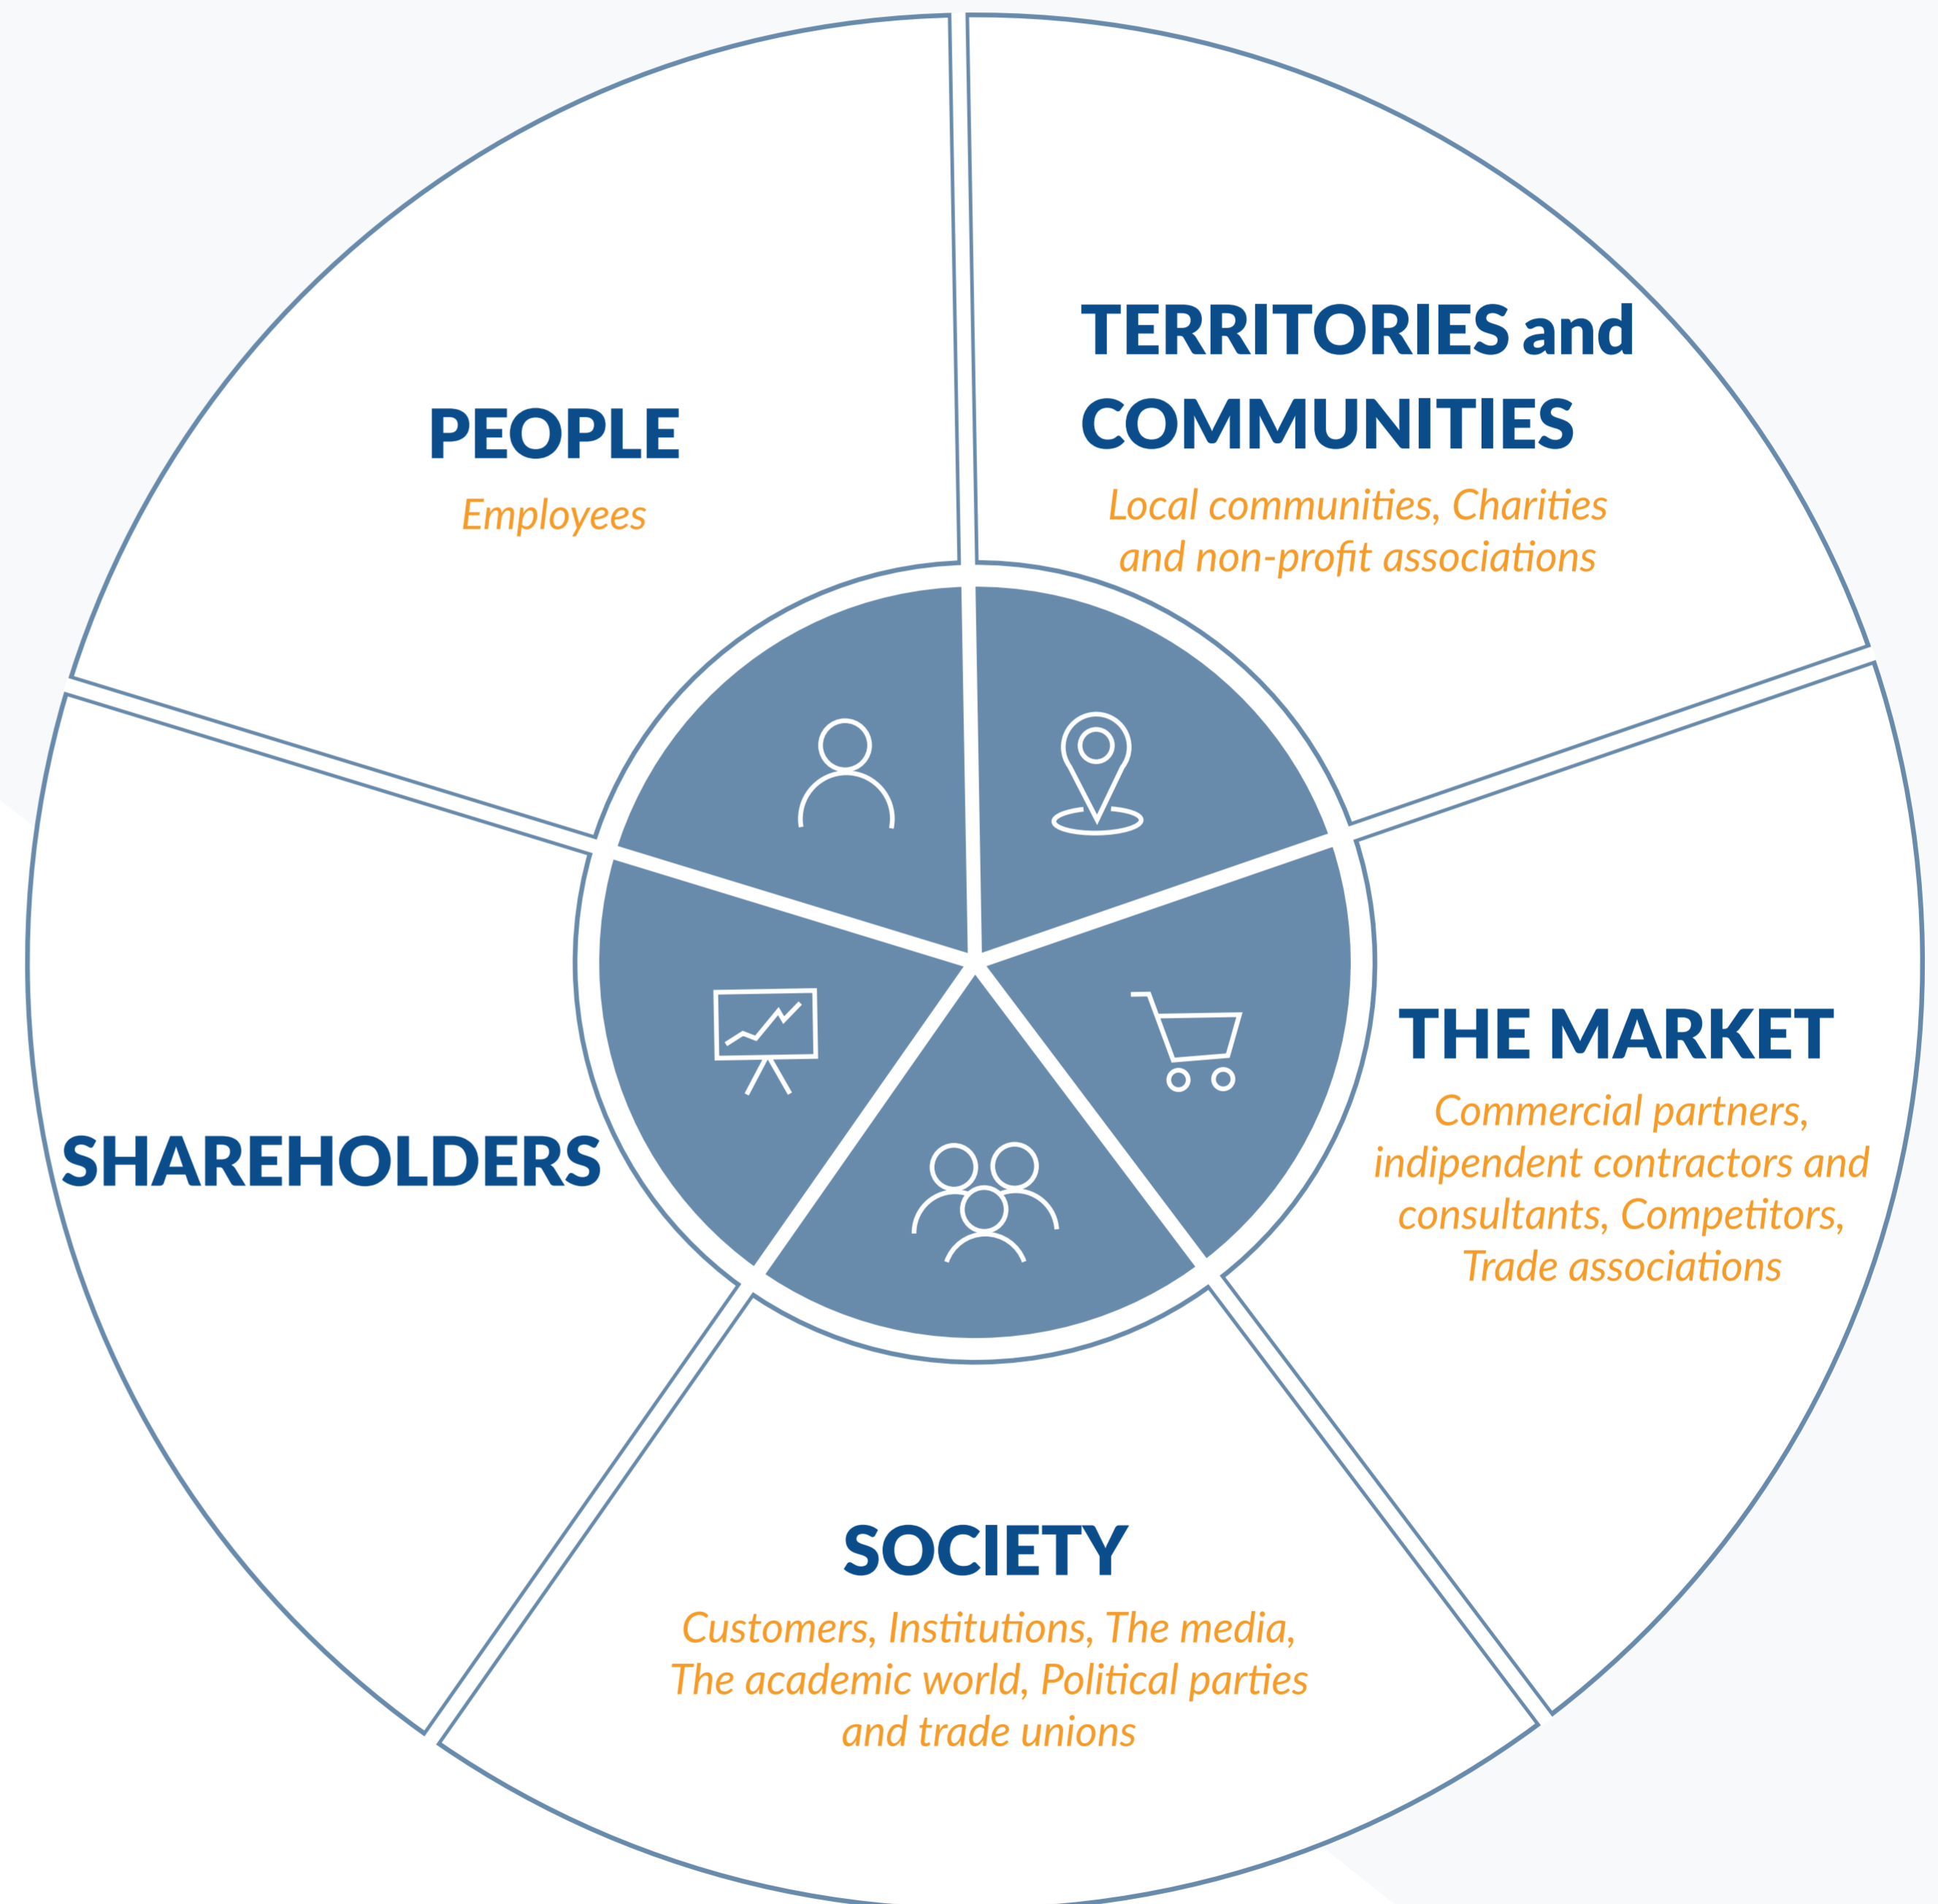 PEOPLE
Employees
TERRITORIES and
COMMUNITIES
Local communities, Charities
and non-profit associations
THE MARKET
Commercial partners,
indipendent contractors and
consultants, Competitors,
Trade associations
SHAREHOLDERS
SOCIETY
Customers, Institutions, The media,
The academic world, Political parties
and trade unions